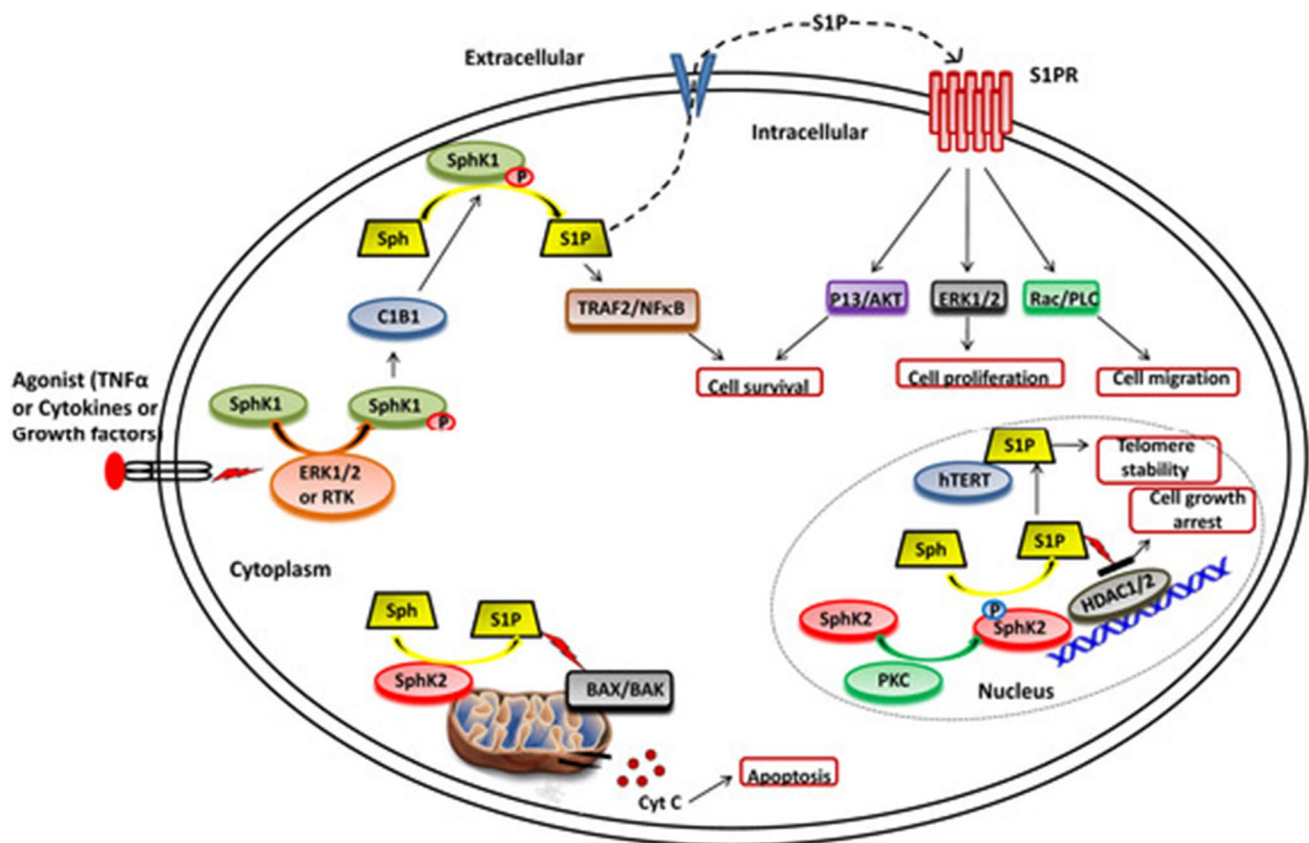 S1P
Extracellular
S1PR
Intracellular
SphK1
P
Sph
S1P
C1B1
TRAF2/NFκB
P13/AKT
ERK1/2
Rac/PLC
Cell survival
Cell proliferation
Cell migration
Agonist (TNFα
or Cytokines or
Growth factors)
SphK1
SphK1
P
ERK1/2
or RTK
S1P
hTERT
Telomere
stability
Cell growth
arrest
Sph
S1P
HDAC1/2
P
SphK2
SphK2
PKC
Nucleus
Cytoplasm
Sph
S1P
SphK2
BAX/BAK
Cyt C
Apoptosis